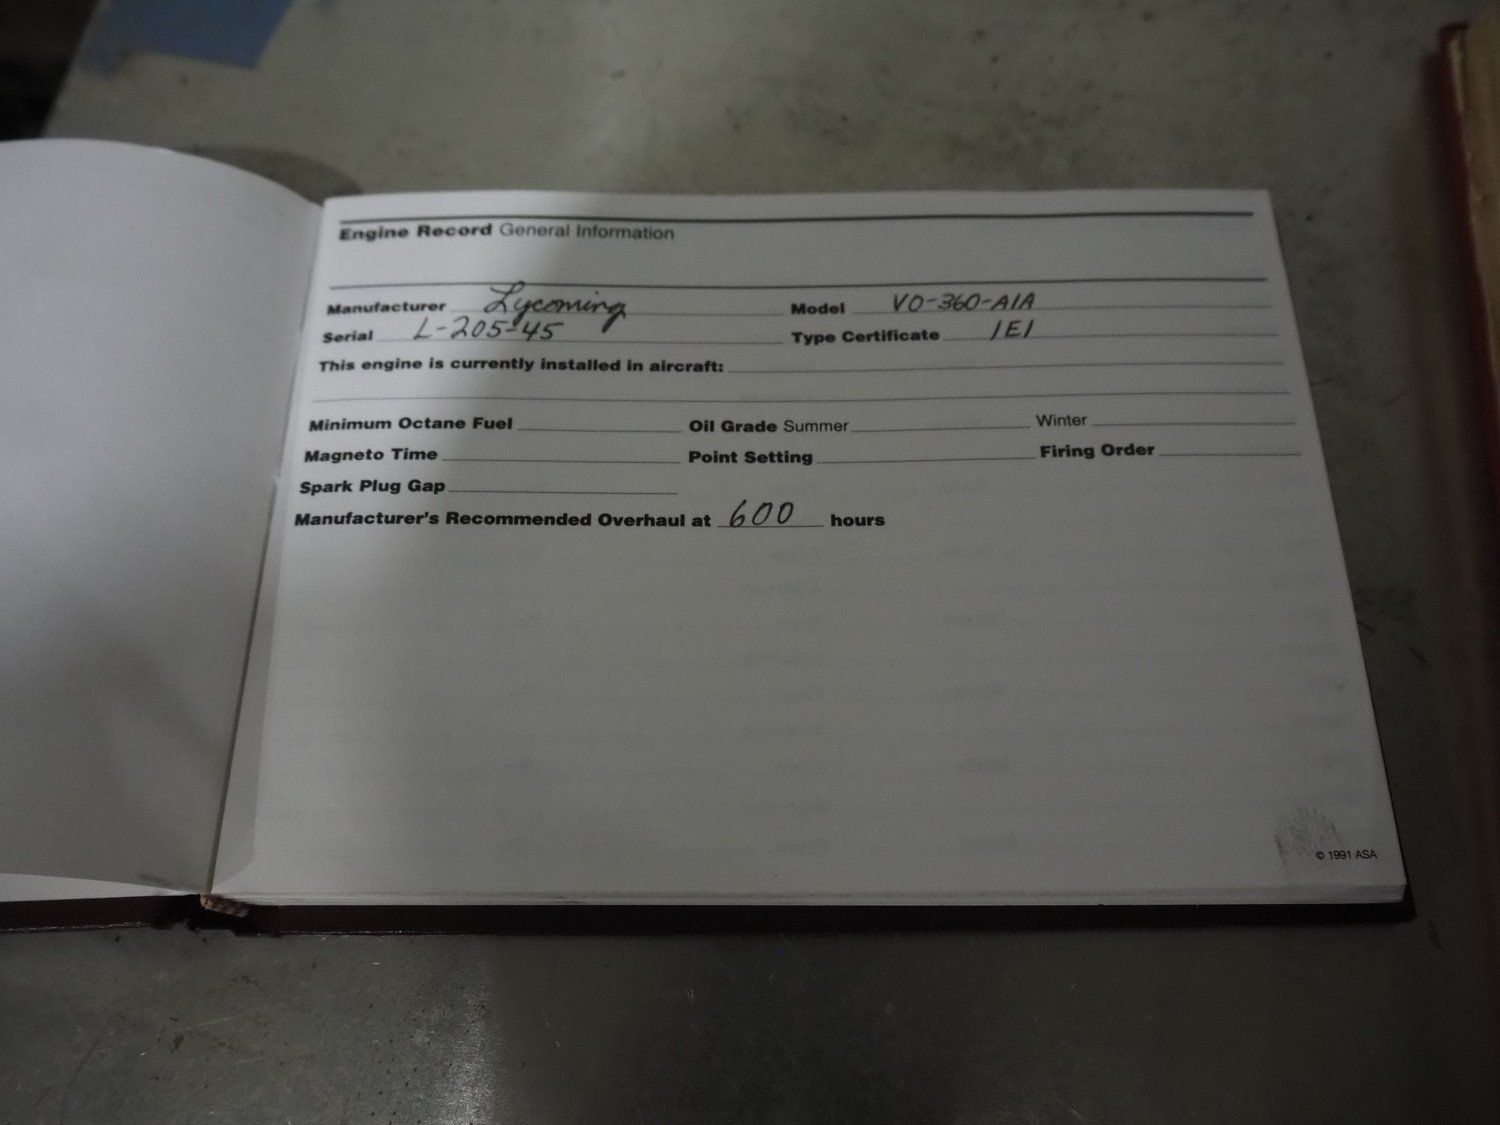 Engine Record General Information
Manufacturer Lycoming Model VO-360-A1A
Serial L-205-45 Type Certificate 1E1
This engine is currently installed in aircraft:
Minimum Octane Fuel Oil Grade Summer Winter
Magneto Time Point Setting Firing Order
Spark Plug Gap
Manufacturer's Recommended Overhaul at 600 hours
© 1991 ASA